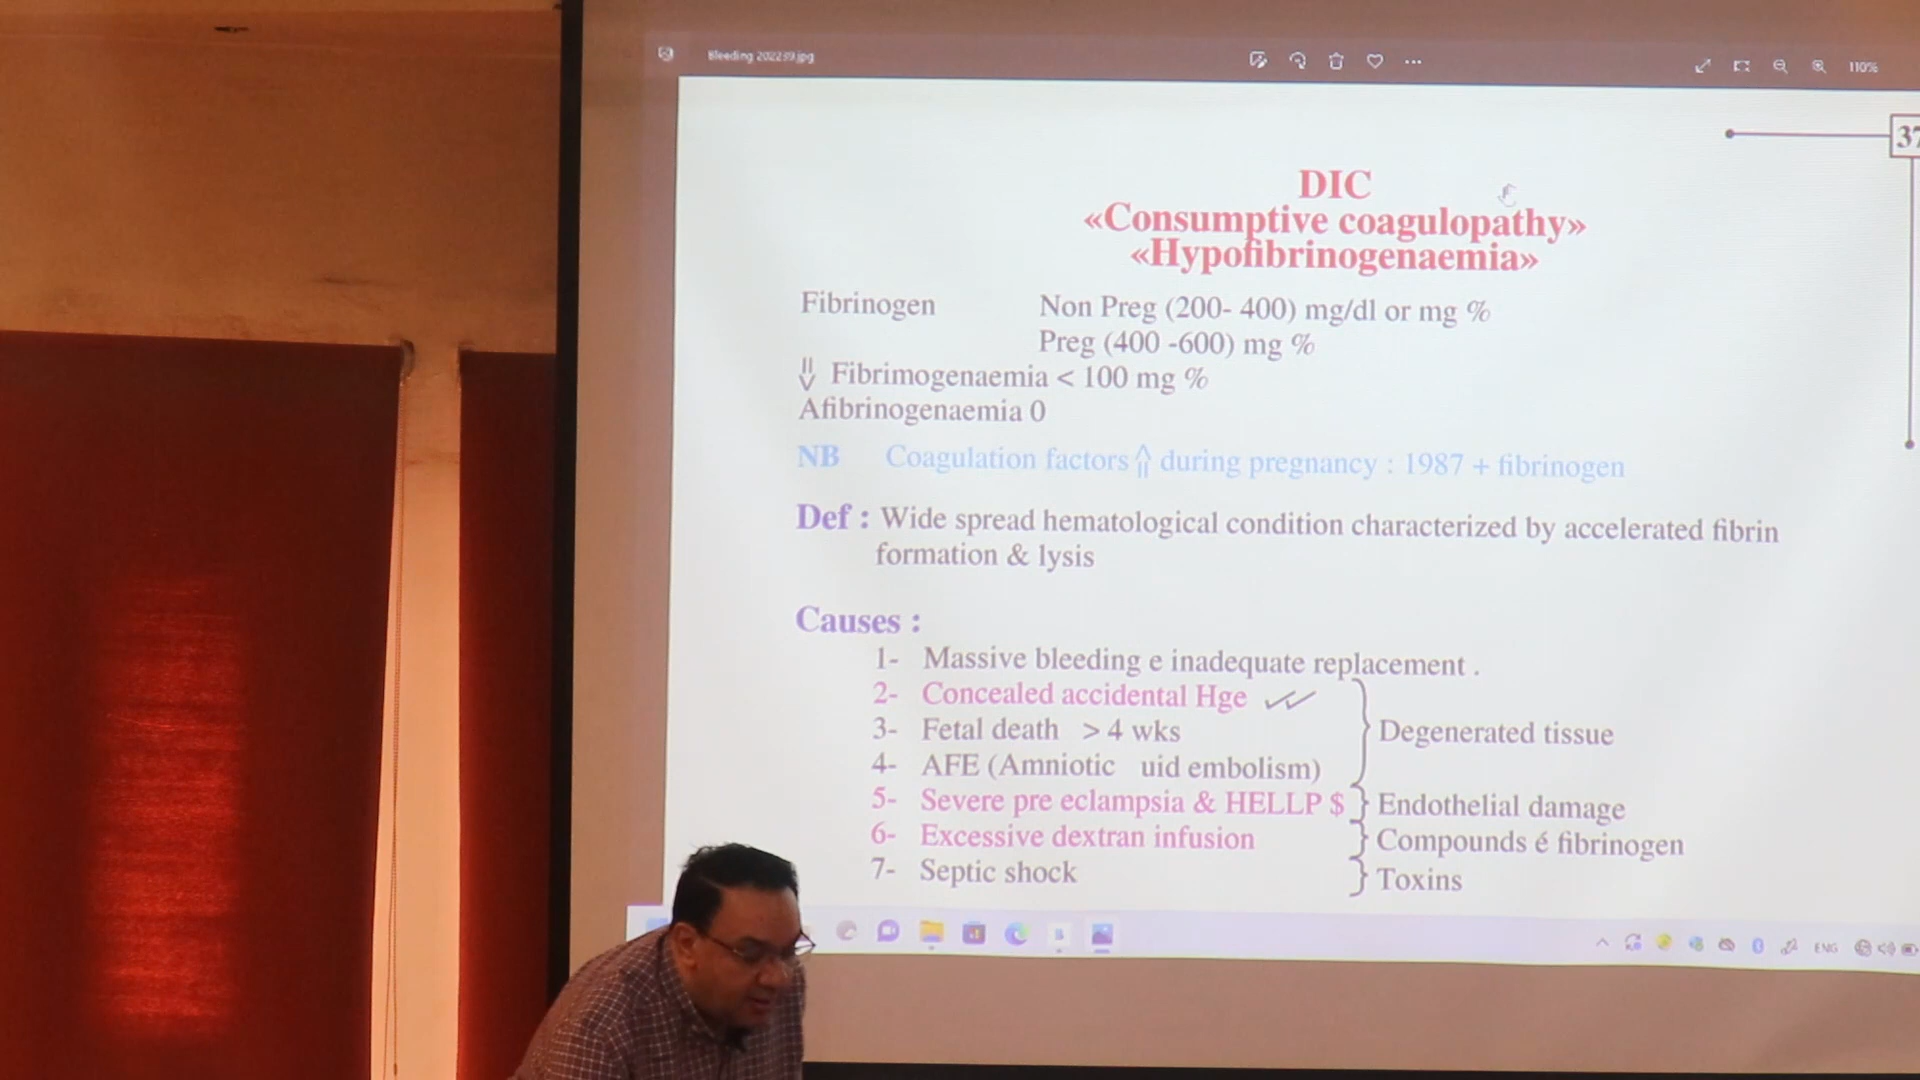 Bleeding 202239.jpg
110%
37
DIC
«Consumptive coagulopathy»
«Hypofibrinogenaemia»
Fibrinogen Non Preg (200- 400) mg/dl or mg %
Preg (400 -600) mg %
⇓ Fibrimogenaemia < 100 mg %
Afibrinogenaemia 0
NB Coagulation factors ⇑ during pregnancy : 1987 + fibrinogen
Def : Wide spread hematological condition characterized by accelerated fibrin
formation & lysis
Causes :
1- Massive bleeding e inadequate replacement .
2- Concealed accidental Hge ✓✓
3- Fetal death > 4 wks
Degenerated tissue
4- AFE (Amniotic uid embolism)
5- Severe pre eclampsia & HELLP $ } Endothelial damage
6- Excessive dextran infusion } Compounds é fibrinogen
7- Septic shock } Toxins
ENG